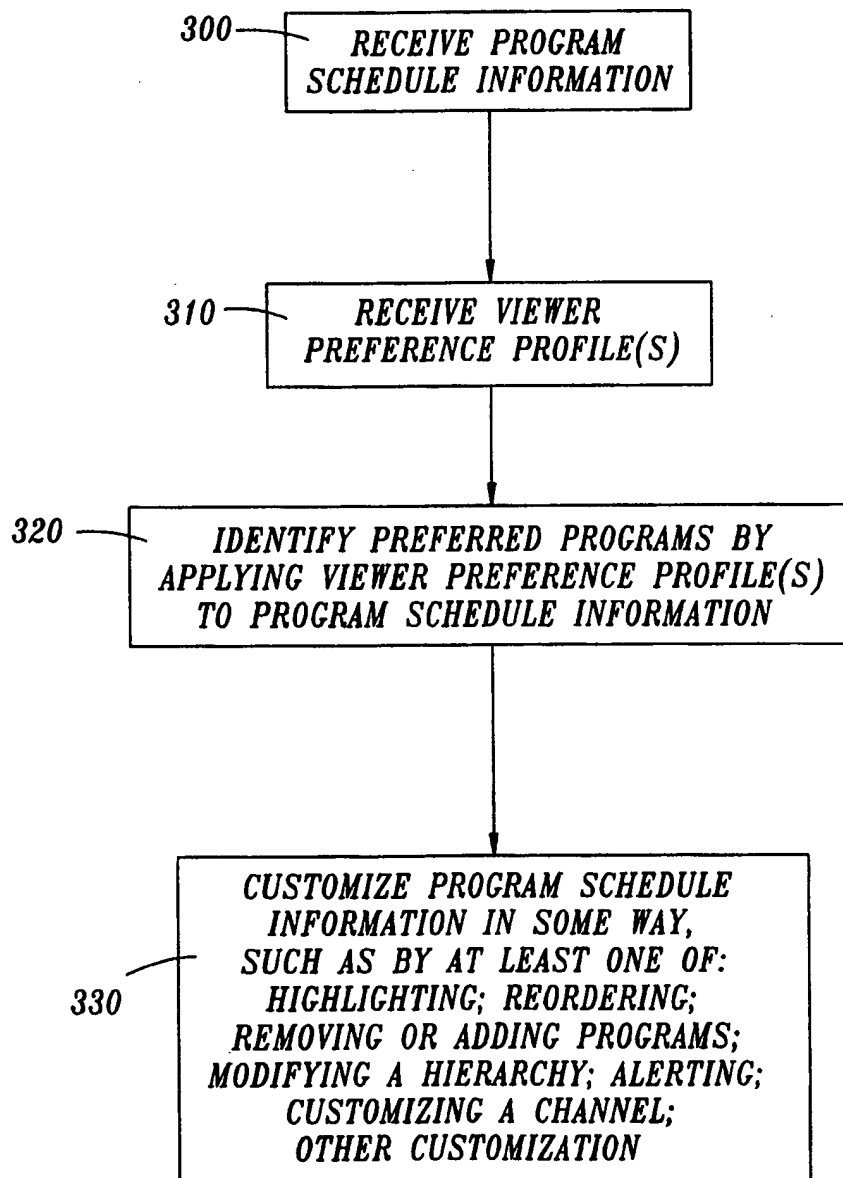 300
RECEIVE PROGRAM
SCHEDULE INFORMATION
310
RECEIVE VIEWER
PREFERENCE PROFILE(S)
320
IDENTIFY PREFERRED PROGRAMS BY
APPLYING VIEWER PREFERENCE PROFILE(S)
TO PROGRAM SCHEDULE INFORMATION
330
CUSTOMIZE PROGRAM SCHEDULE
INFORMATION IN SOME WAY,
SUCH AS BY AT LEAST ONE OF:
HIGHLIGHTING; REORDERING;
REMOVING OR ADDING PROGRAMS;
MODIFYING A HIERARCHY; ALERTING;
CUSTOMIZING A CHANNEL;
OTHER CUSTOMIZATION